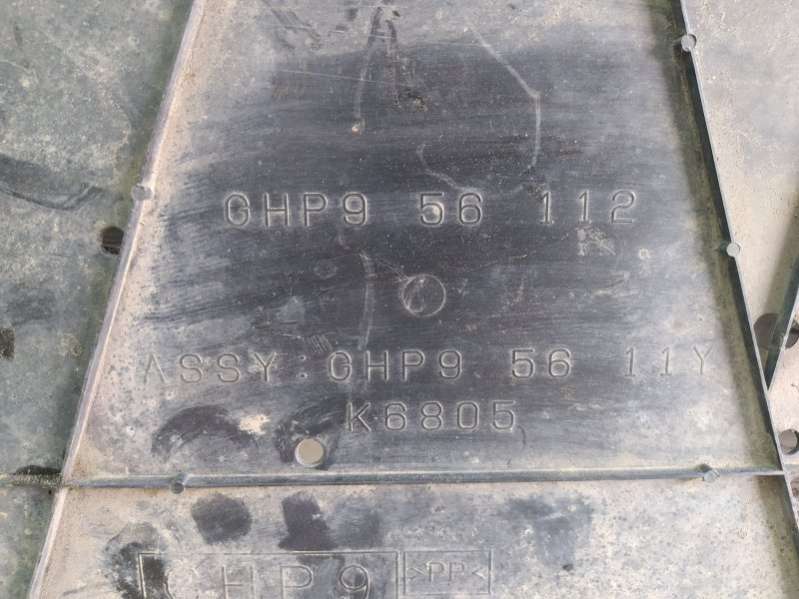 GHP9 56 112
ASSY:GHP9 56 11Y
K6805
GHP9 >PP<